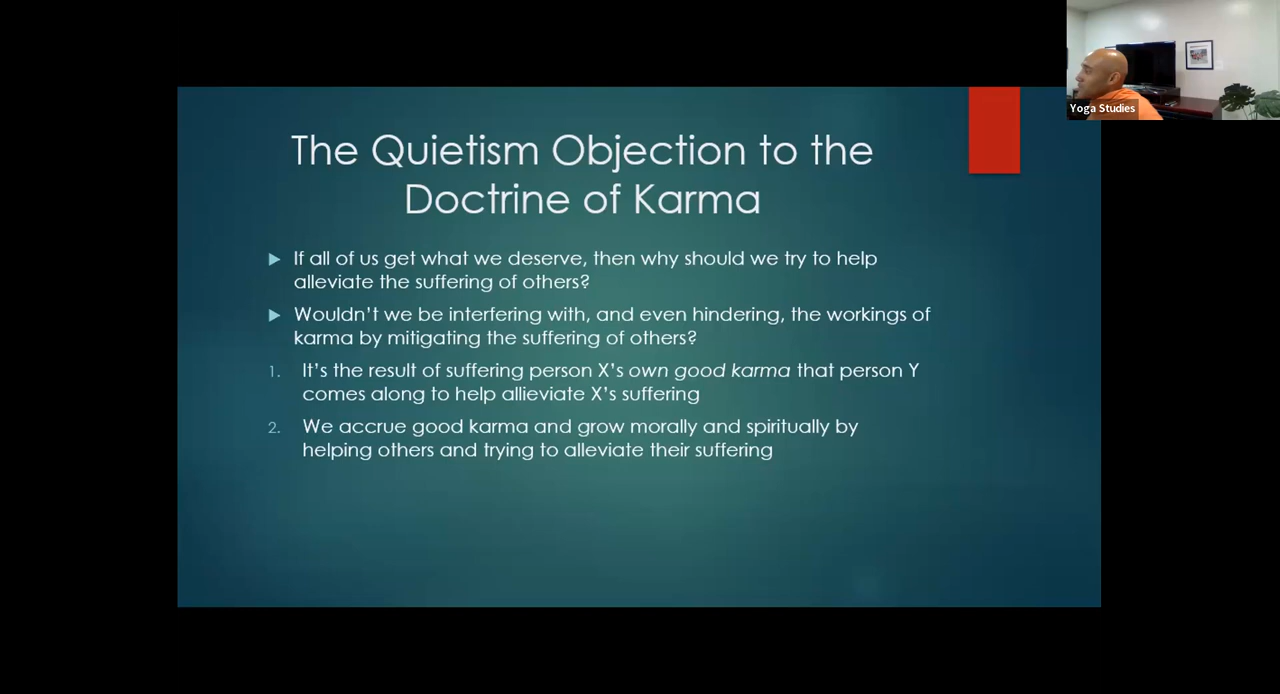 Yoga Studies
The Quietism Objection to the
Doctrine of Karma
If all of us get what we deserve, then why should we try to help
alleviate the suffering of others?
Wouldn’t we be interfering with, and even hindering, the workings of
karma by mitigating the suffering of others?
1. It’s the result of suffering person X’s own good karma that person Y
comes along to help allieviate X’s suffering
2. We accrue good karma and grow morally and spiritually by
helping others and trying to alleviate their suffering